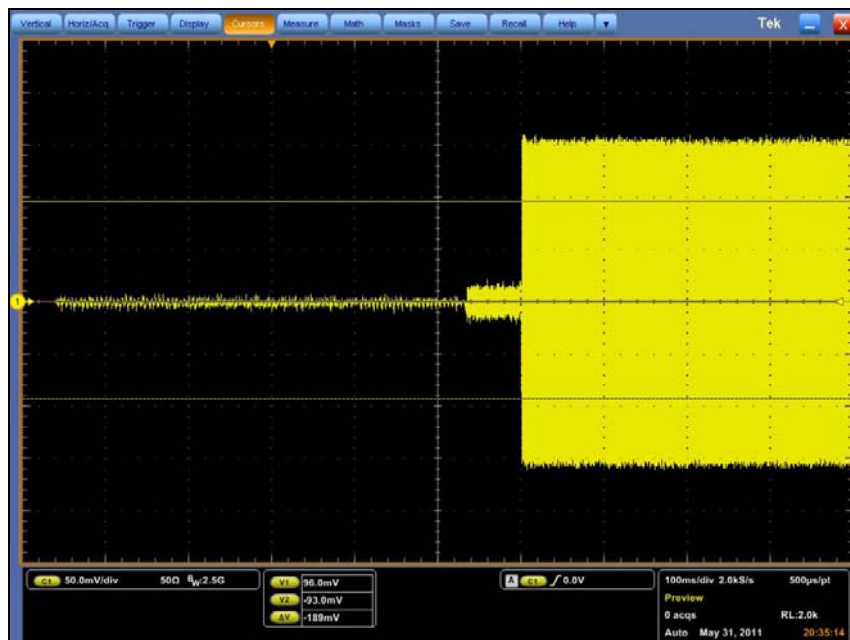 Vertical Horiz/Acq Trigger Display Cursors Measure Math Masks Save Recall Help Tek X
1
C1 50.0mV/div 50Ω BW:2.5G
V1 96.0mV
V2 -93.0mV
ΔV -189mV
A C1 0.0V
100ms/div 2.0kS/s 500µs/pt
Preview
0 acqs RL:2.0k
Auto May 31, 2011 20:35:14